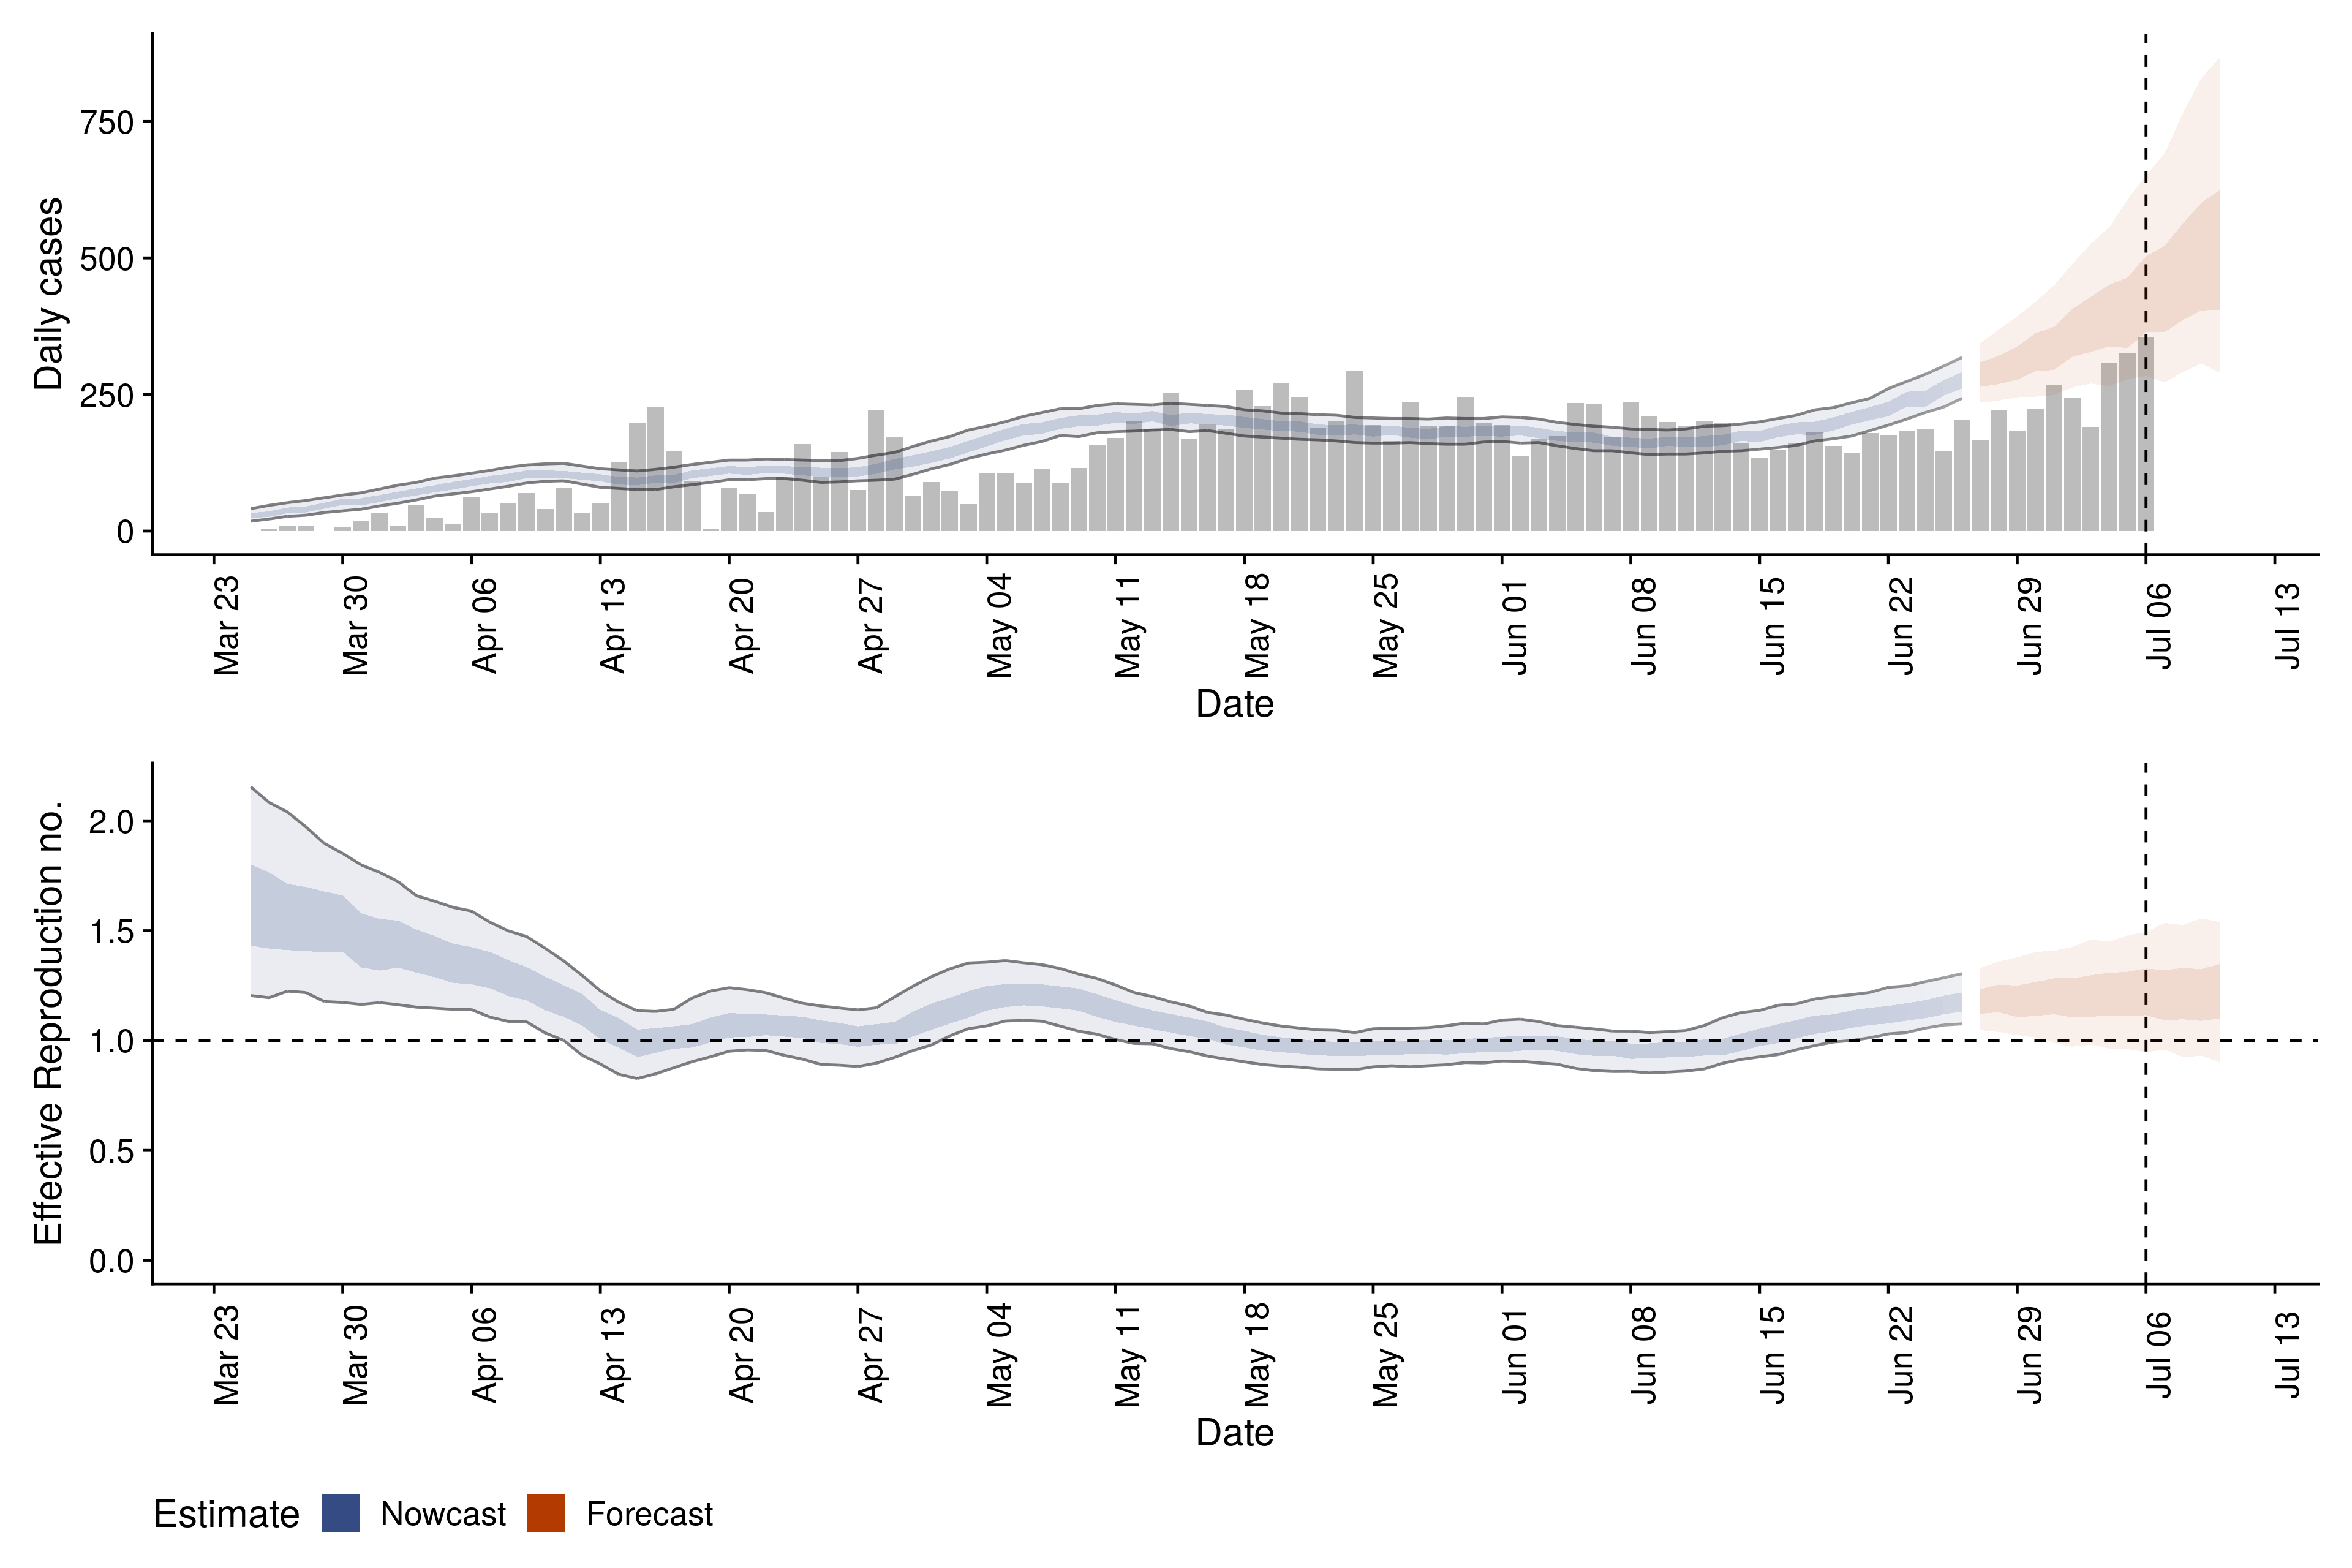 Daily cases
750
500
250
0
Mar 23
Mar 30
Apr 06
Apr 13
Apr 20
Apr 27
May 04
May 11
May 18
May 25
Jun 01
Jun 08
Jun 15
Jun 22
Jun 29
Jul 06
Jul 13
Date
Effective Reproduction no.
2.0
1.5
1.0
0.5
0.0
Mar 23
Mar 30
Apr 06
Apr 13
Apr 20
Apr 27
May 04
May 11
May 18
May 25
Jun 01
Jun 08
Jun 15
Jun 22
Jun 29
Jul 06
Jul 13
Date
Estimate Nowcast Forecast